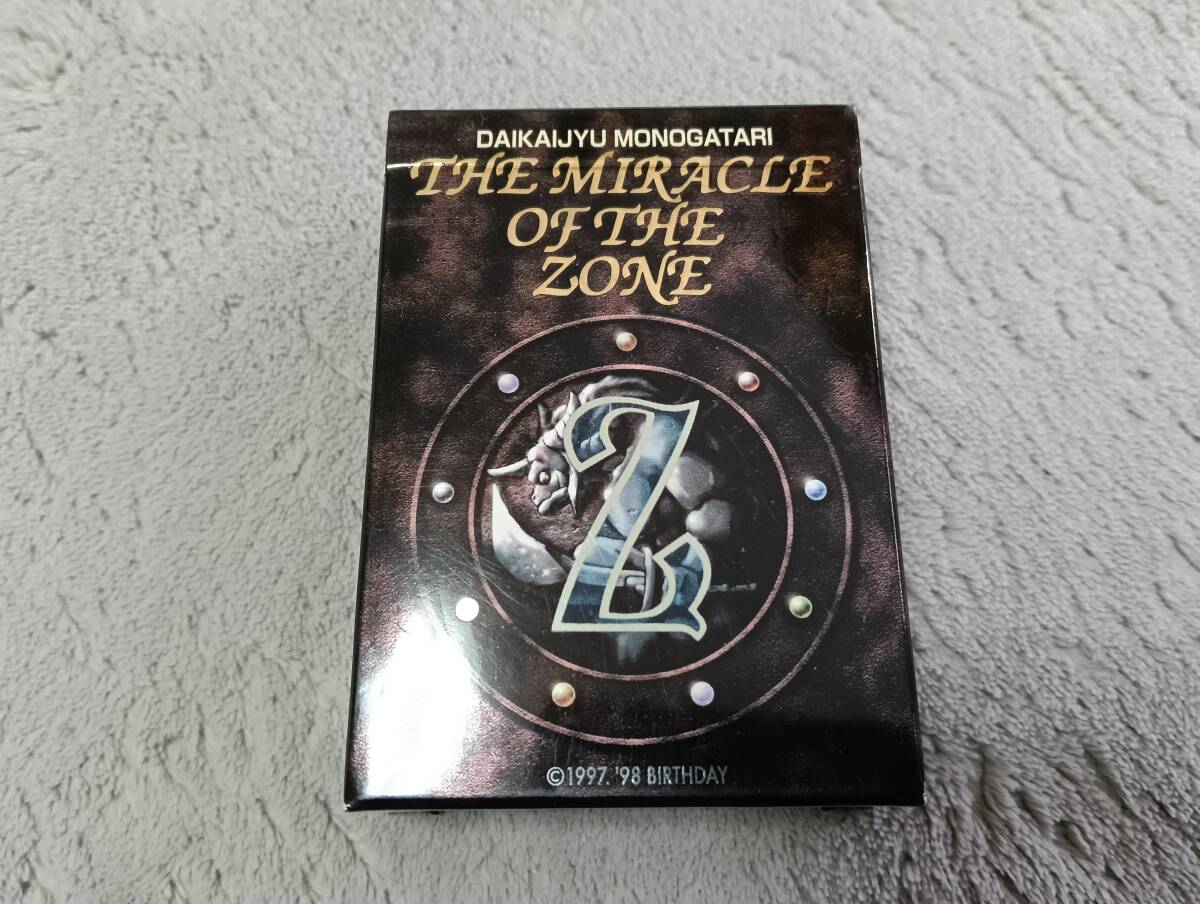 DAIKAIJYU MONOGATARI
THE MIRACLE
OF THE
ZONE
Z
©1997. '98 BIRTHDAY